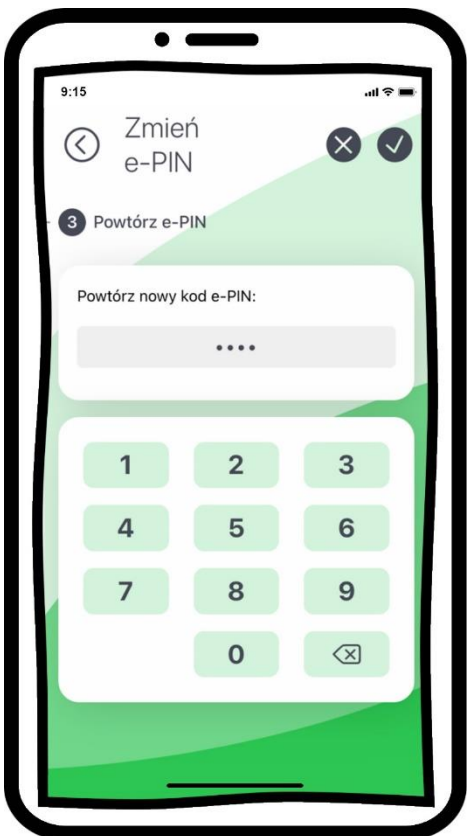 9:15
Zmień
e-PIN
3 Powtórz e-PIN
Powtórz nowy kod e-PIN:
••••
1 2 3
4 5 6
7 8 9
0